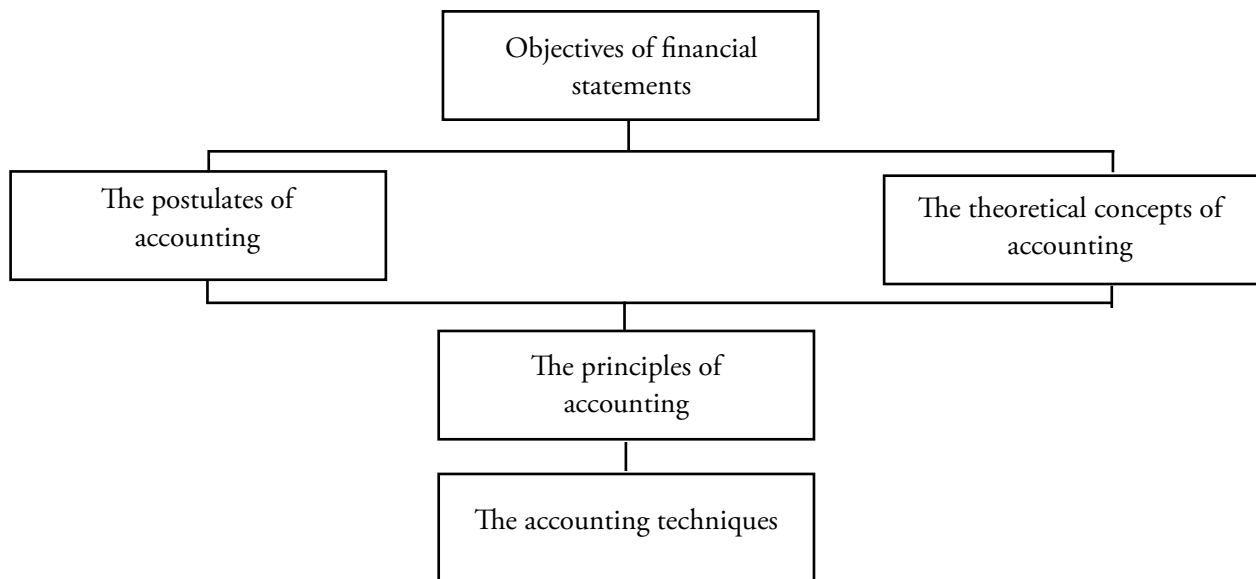 Objectives of financial
statements
The postulates of
accounting
The theoretical concepts of
accounting
The principles of
accounting
The accounting techniques